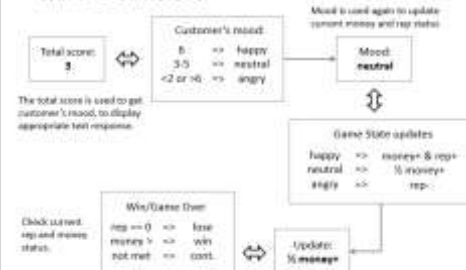 Mood is used again to update
current money and rep status
Customer's mood:
6 => happy
3-5 => neutral
<2 or >6 => angry
Total score:
3
Mood:
neutral
The total score is used to get
customer's mood, to display
appropriate text response.
Game State updates
happy => money+ & rep+
neutral => ½ money+
angry => rep-
Win/Game Over
rep == 0 => lose
money > => win
not met => cont.
Check current
rep and money
status.
Update:
½ money+